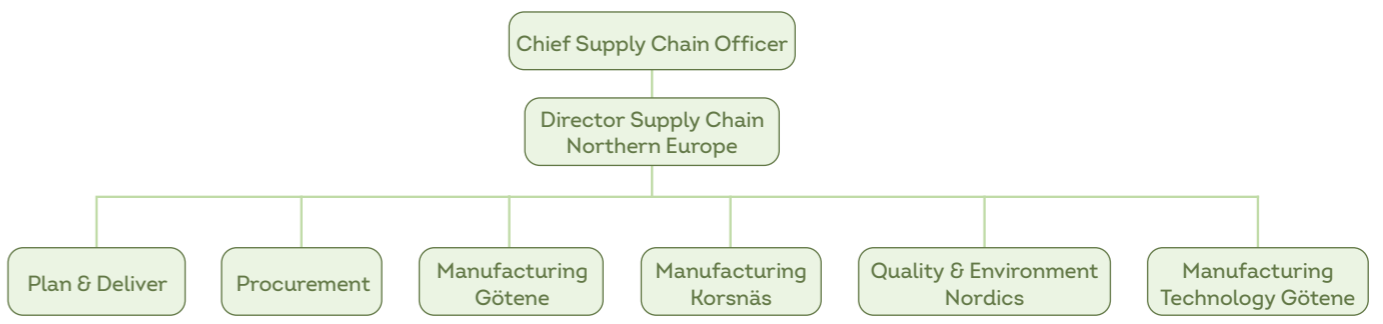 Chief Supply Chain Officer
Director Supply Chain
Northern Europe
Plan & Deliver
Procurement
Manufacturing
Götene
Manufacturing
Korsnäs
Quality & Environment
Nordics
Manufacturing
Technology Götene